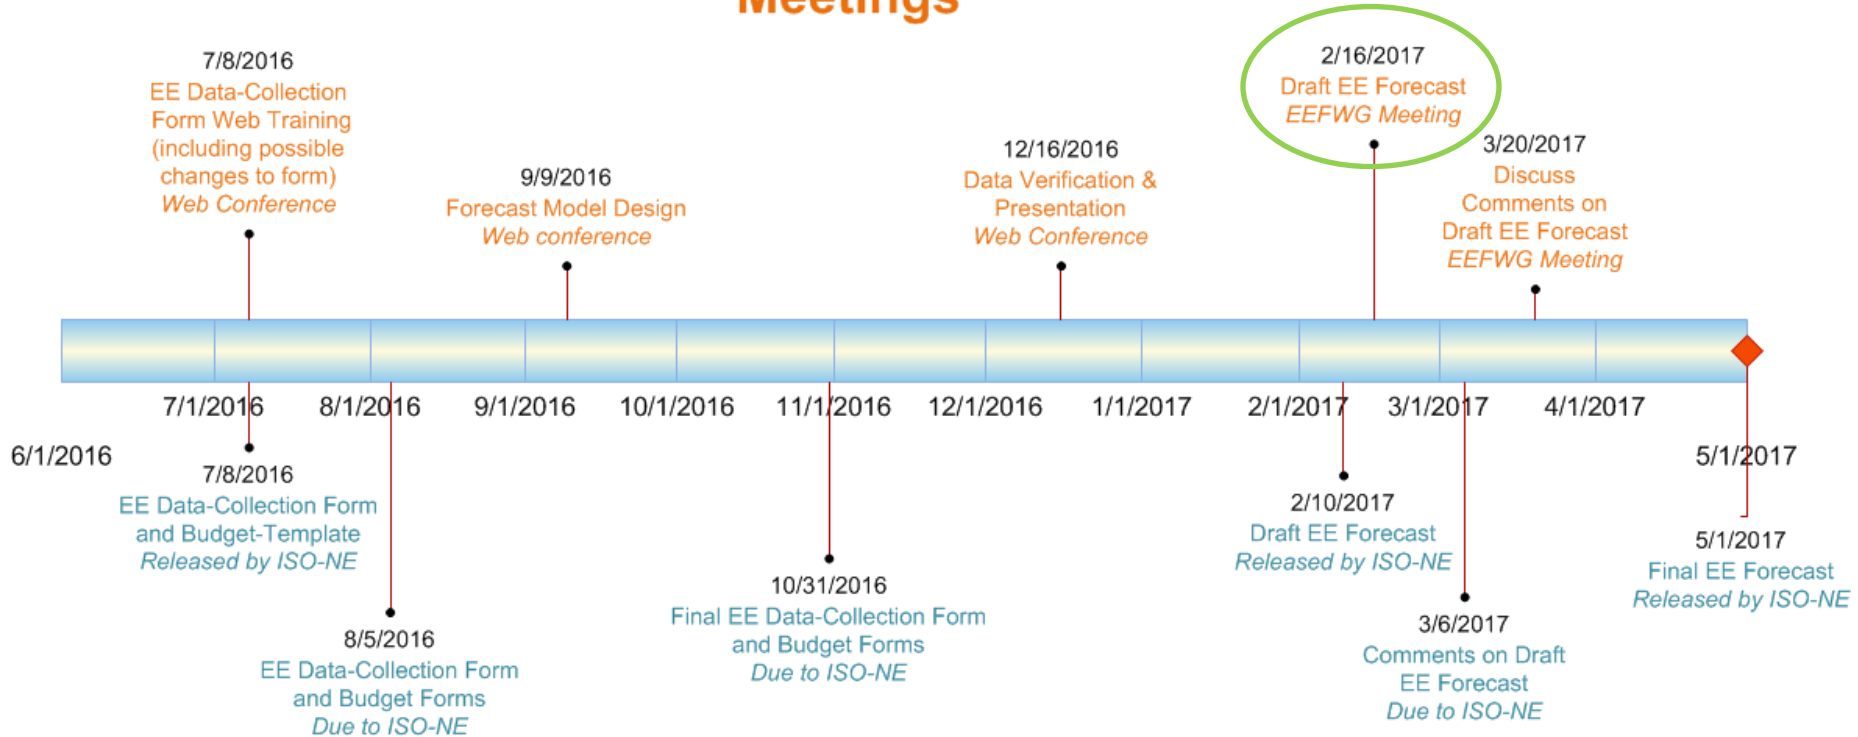 Meetings
7/8/2016
EE Data-Collection
Form Web Training
(including possible
changes to form)
Web Conference
9/9/2016
Forecast Model Design
Web conference
12/16/2016
Data Verification &
Presentation
Web Conference
2/16/2017
Draft EE Forecast
EEFWG Meeting
3/20/2017
Discuss
Comments on
Draft EE Forecast
EEFWG Meeting
6/1/2016
7/1/2016
8/1/2016
9/1/2016
10/1/2016
11/1/2016
12/1/2016
1/1/2017
2/1/2017
3/1/2017
4/1/2017
5/1/2017
7/8/2016
EE Data-Collection Form
and Budget-Template
Released by ISO-NE
8/5/2016
EE Data-Collection Form
and Budget Forms
Due to ISO-NE
10/31/2016
Final EE Data-Collection Form
and Budget Forms
Due to ISO-NE
2/10/2017
Draft EE Forecast
Released by ISO-NE
3/6/2017
Comments on Draft
EE Forecast
Due to ISO-NE
5/1/2017
Final EE Forecast
Released by ISO-NE